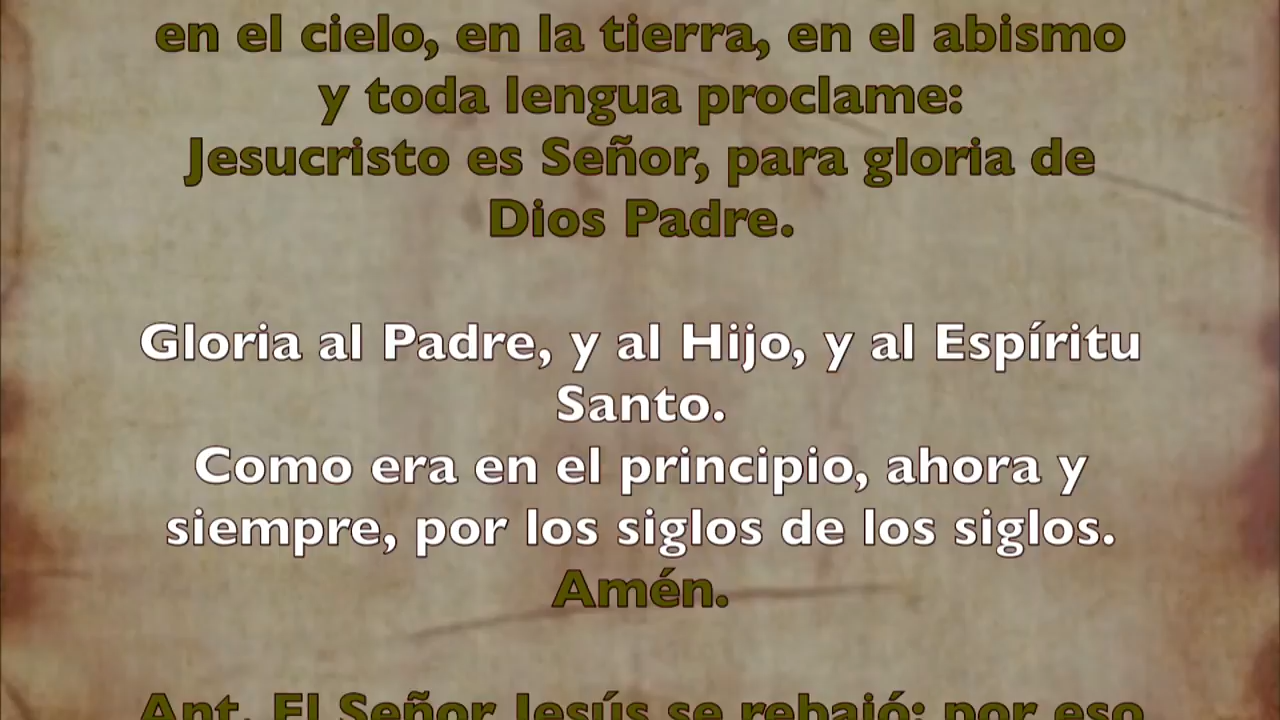 en el cielo, en la tierra, en el abismo
y toda lengua proclame:
Jesucristo es Señor, para gloria de
Dios Padre.
Gloria al Padre, y al Hijo, y al Espíritu
Santo.
Como era en el principio, ahora y
siempre, por los siglos de los siglos.
Amén.
Ant. El Señor Jesús se rebajó; por eso